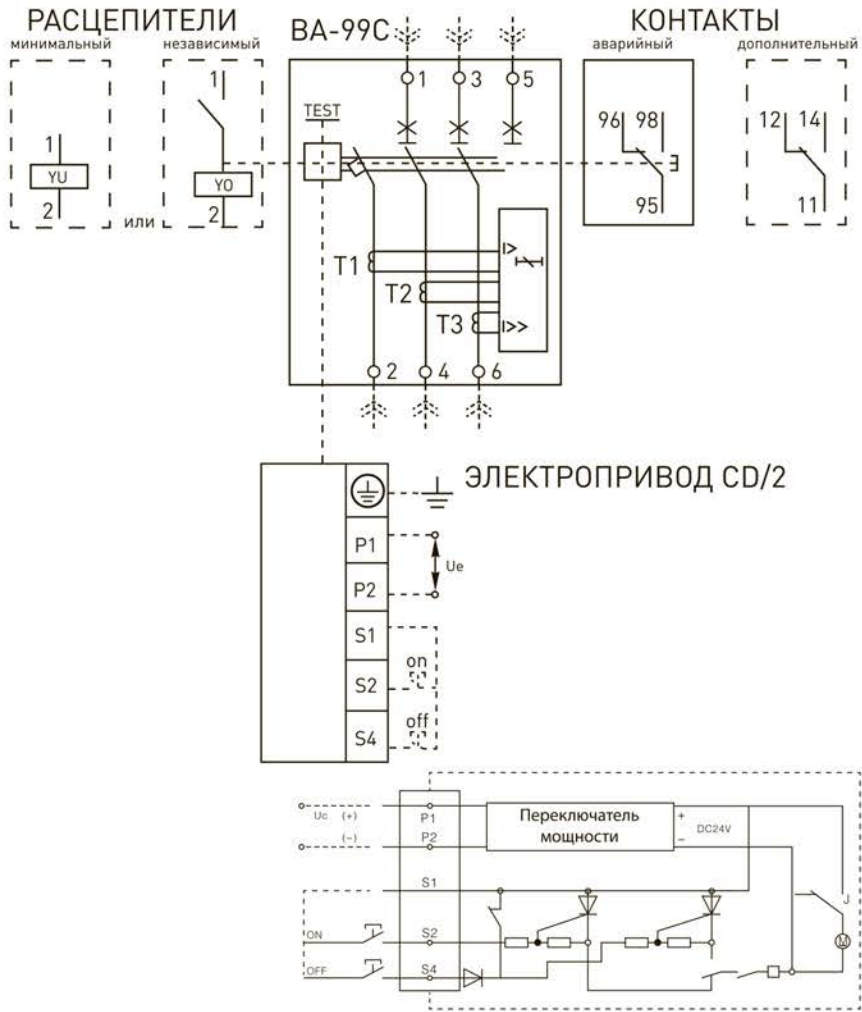 РАСЦЕПИТЕЛИ
минимальный
независимый
ВА-99С
КОНТАКТЫ
аварийный
дополнительный
1
3
5
1
TEST
96
98
12
14
1
YU
YO
2
2
или
95
11
I>
T1
T2
T3
I>>
2
4
6
ЭЛЕКТРОПРИВОД CD/2
P1
Ue
P2
S1
on
S2
off
S4
Uc (+)
P1
Переключатель
мощности
+
DC24V
(−)
P2
−
S1
J
ON
S2
M
OFF
S4